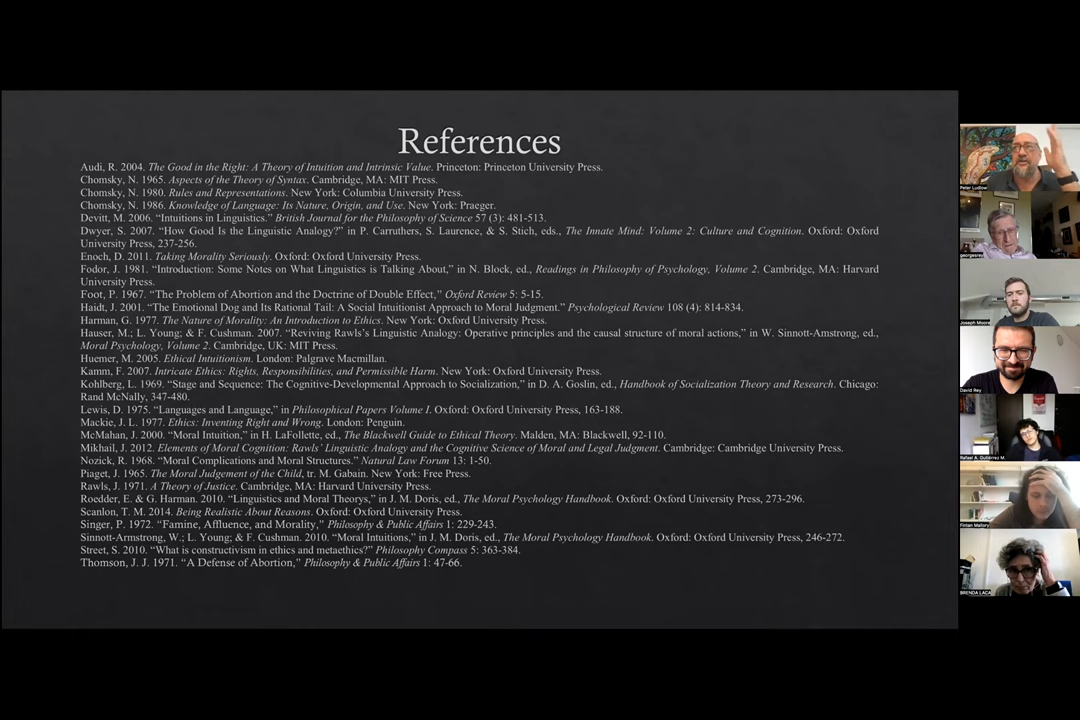 References
Audi, R. 2004. The Good in the Right: A Theory of Intuition and Intrinsic Value. Princeton: Princeton University Press.
Chomsky, N. 1965. Aspects of the Theory of Syntax. Cambridge, MA: MIT Press.
Chomsky, N. 1980. Rules and Representations. New York: Columbia University Press.
Chomsky, N. 1986. Knowledge of Language: Its Nature, Origin, and Use. New York: Praeger.
Devitt, M. 2006. “Intuitions in Linguistics.” British Journal for the Philosophy of Science 57 (3): 481-513.
Dwyer, S. 2007. “How Good Is the Linguistic Analogy?” in P. Carruthers, S. Laurence, & S. Stich, eds., The Innate Mind: Volume 2: Culture and Cognition. Oxford: Oxford
University Press, 237-256.
Enoch, D. 2011. Taking Morality Seriously. Oxford: Oxford University Press.
Fodor, J. 1981. “Introduction: Some Notes on What Linguistics is Talking About,” in N. Block, ed., Readings in Philosophy of Psychology, Volume 2. Cambridge, MA: Harvard
University Press.
Foot, P. 1967. “The Problem of Abortion and the Doctrine of Double Effect,” Oxford Review 5: 5-15.
Haidt, J. 2001. “The Emotional Dog and Its Rational Tail: A Social Intuitionist Approach to Moral Judgment.” Psychological Review 108 (4): 814-834.
Harman, G. 1977. The Nature of Morality: An Introduction to Ethics. New York: Oxford University Press.
Hauser, M.; L. Young; & F. Cushman. 2007. “Reviving Rawls’s Linguistic Analogy: Operative principles and the causal structure of moral actions,” in W. Sinnott-Amstrong, ed.,
Moral Psychology, Volume 2. Cambridge, UK: MIT Press.
Huemer, M. 2005. Ethical Intuitionism. London: Palgrave Macmillan.
Kamm, F. 2007. Intricate Ethics: Rights, Responsibilities, and Permissible Harm. New York: Oxford University Press.
Kohlberg, L. 1969. “Stage and Sequence: The Cognitive-Developmental Approach to Socialization,” in D. A. Goslin, ed., Handbook of Socialization Theory and Research. Chicago:
Rand McNally, 347-480.
Lewis, D. 1975. “Languages and Language,” in Philosophical Papers Volume I. Oxford: Oxford University Press, 163-188.
Mackie, J. L. 1977. Ethics: Inventing Right and Wrong. London: Penguin.
McMahan, J. 2000. “Moral Intuition,” in H. LaFollette, ed., The Blackwell Guide to Ethical Theory. Malden, MA: Blackwell, 92-110.
Mikhail, J. 2012. Elements of Moral Cognition: Rawls’ Linguistic Analogy and the Cognitive Science of Moral and Legal Judgment. Cambridge: Cambridge University Press.
Nozick, R. 1968. “Moral Complications and Moral Structures.” Natural Law Forum 13: 1-50.
Piaget, J. 1965. The Moral Judgement of the Child, tr. M. Gabain. New York: Free Press.
Rawls, J. 1971. A Theory of Justice. Cambridge, MA: Harvard University Press.
Roedder, E. & G. Harman. 2010. “Linguistics and Moral Theorys,” in J. M. Doris, ed., The Moral Psychology Handbook. Oxford: Oxford University Press, 273-296.
Scanlon, T. M. 2014. Being Realistic About Reasons. Oxford: Oxford University Press.
Singer, P. 1972. “Famine, Affluence, and Morality,” Philosophy & Public Affairs 1: 229-243.
Sinnott-Armstrong, W.; L. Young; & F. Cushman. 2010. “Moral Intuitions,” in J. M. Doris, ed., The Moral Psychology Handbook. Oxford: Oxford University Press, 246-272.
Street, S. 2010. “What is constructivism in ethics and metaethics?” Philosophy Compass 5: 363-384.
Thomson, J. J. 1971. “A Defense of Abortion,” Philosophy & Public Affairs 1: 47-66.
Peter Ludlow
georgesrey
Joseph Moore
David Rey
Rafael A. Gutiérrez M.
Fintan Mallory
BRENDA LACA